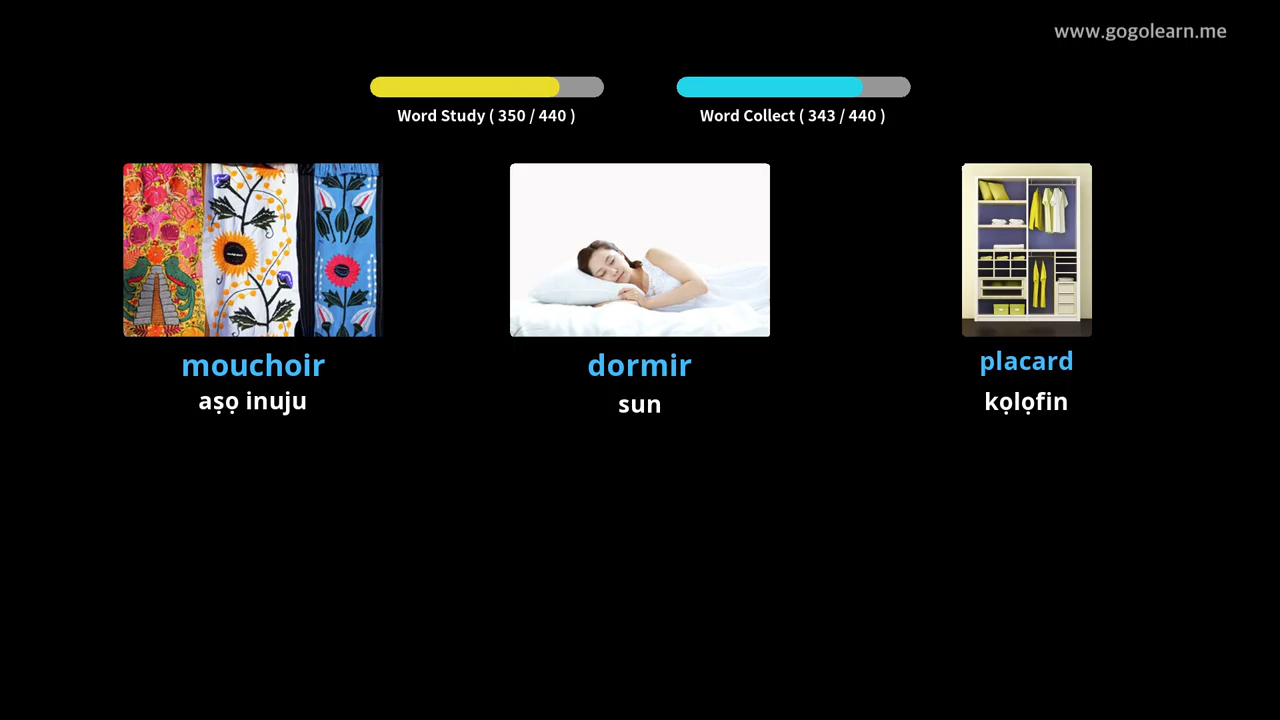 www.gogolearn.me
Word Study ( 350 / 440 )
Word Collect ( 343 / 440 )
mouchoir
aṣọ inuju
dormir
sun
placard
kọlọfin